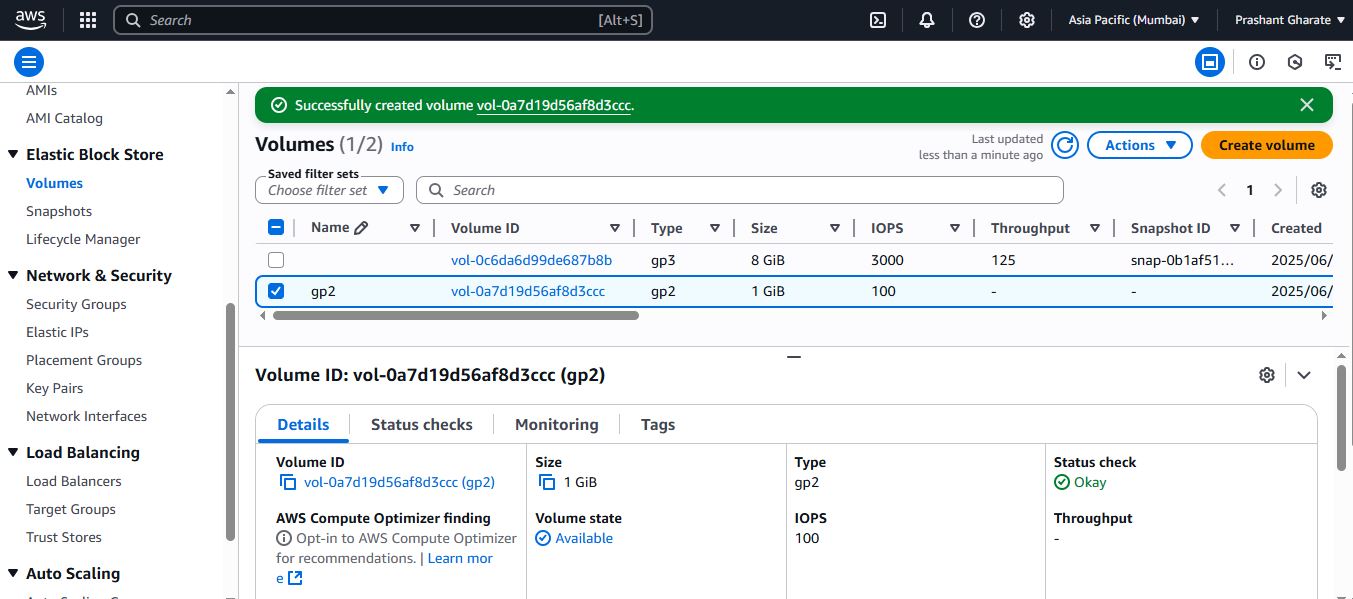 aws
Search [Alt+S]
Asia Pacific (Mumbai) ▼
Prashant Gharate ▼
AMIs
AMI Catalog
Elastic Block Store
Volumes
Snapshots
Lifecycle Manager
Network & Security
Security Groups
Elastic IPs
Placement Groups
Key Pairs
Network Interfaces
Load Balancing
Load Balancers
Target Groups
Trust Stores
Auto Scaling
Successfully created volume vol-0a7d19d56af8d3ccc.
Volumes (1/2) Info
Last updated
less than a minute ago
Actions ▼
Create volume
Saved filter sets
Choose filter set
Search
1
Name Volume ID Type Size IOPS Throughput Snapshot ID Created
vol-0c6da6d99de687b8b gp3 8 GiB 3000 125 snap-0b1af51... 2025/06/
gp2 vol-0a7d19d56af8d3ccc gp2 1 GiB 100 - - 2025/06/
Volume ID: vol-0a7d19d56af8d3ccc (gp2)
Details Status checks Monitoring Tags
Volume ID
vol-0a7d19d56af8d3ccc (gp2)
Size
1 GiB
Type
gp2
Status check
Okay
AWS Compute Optimizer finding
Opt-in to AWS Compute Optimizer
for recommendations. | Learn mor
e
Volume state
Available
IOPS
100
Throughput
-